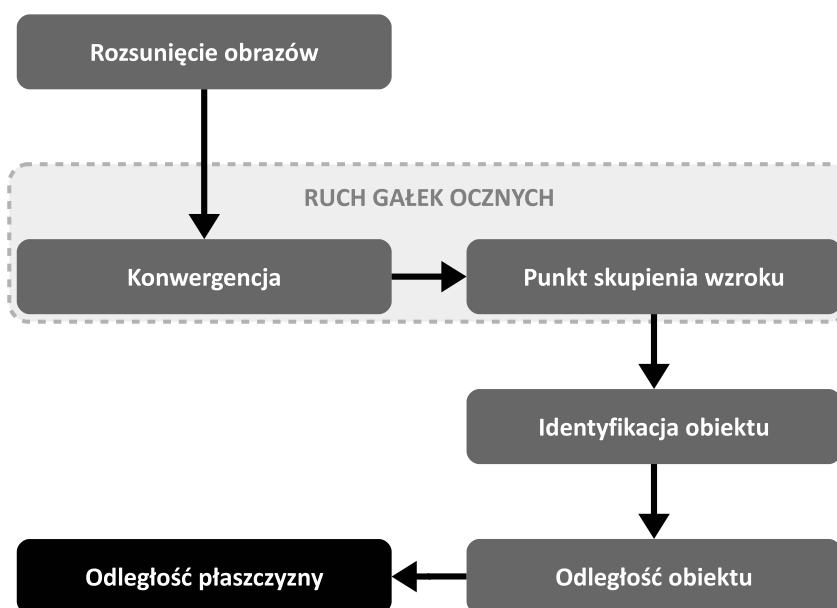 Rozsunięcie obrazów
RUCH GAŁEK OCZNYCH
Konwergencja
Punkt skupienia wzroku
Identyfikacja obiektu
Odległość płaszczyzny
Odległość obiektu